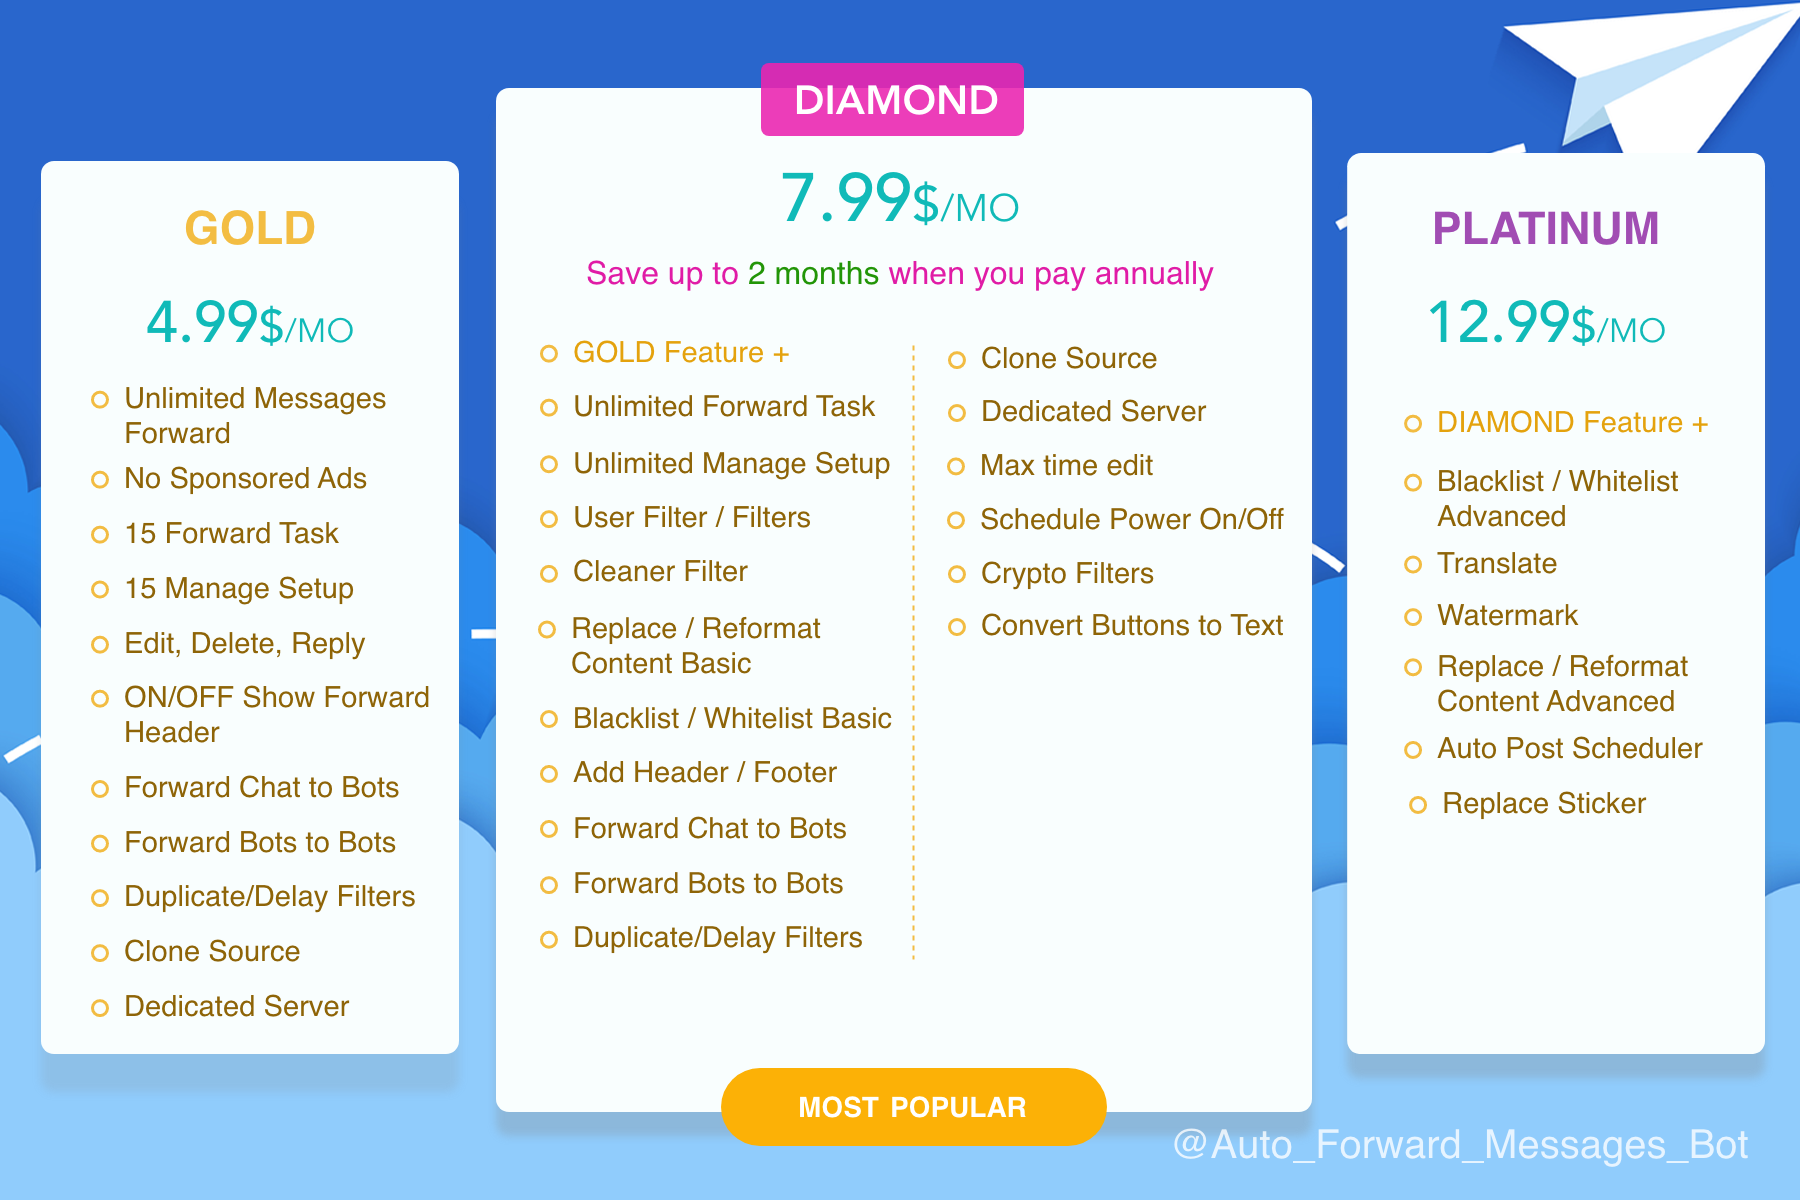 GOLD
4.99$/MO
Unlimited Messages
Forward
No Sponsored Ads
15 Forward Task
15 Manage Setup
Edit, Delete, Reply
ON/OFF Show Forward
Header
Forward Chat to Bots
Forward Bots to Bots
Duplicate/Delay Filters
Clone Source
Dedicated Server
DIAMOND
7.99$/MO
Save up to 2 months when you pay annually
GOLD Feature +
Unlimited Forward Task
Unlimited Manage Setup
User Filter / Filters
Cleaner Filter
Replace / Reformat
Content Basic
Blacklist / Whitelist Basic
Add Header / Footer
Forward Chat to Bots
Forward Bots to Bots
Duplicate/Delay Filters
Clone Source
Dedicated Server
Max time edit
Schedule Power On/Off
Crypto Filters
Convert Buttons to Text
MOST POPULAR
PLATINUM
12.99$/MO
DIAMOND Feature +
Blacklist / Whitelist
Advanced
Translate
Watermark
Replace / Reformat
Content Advanced
Auto Post Scheduler
Replace Sticker
@Auto_Forward_Messages_Bot